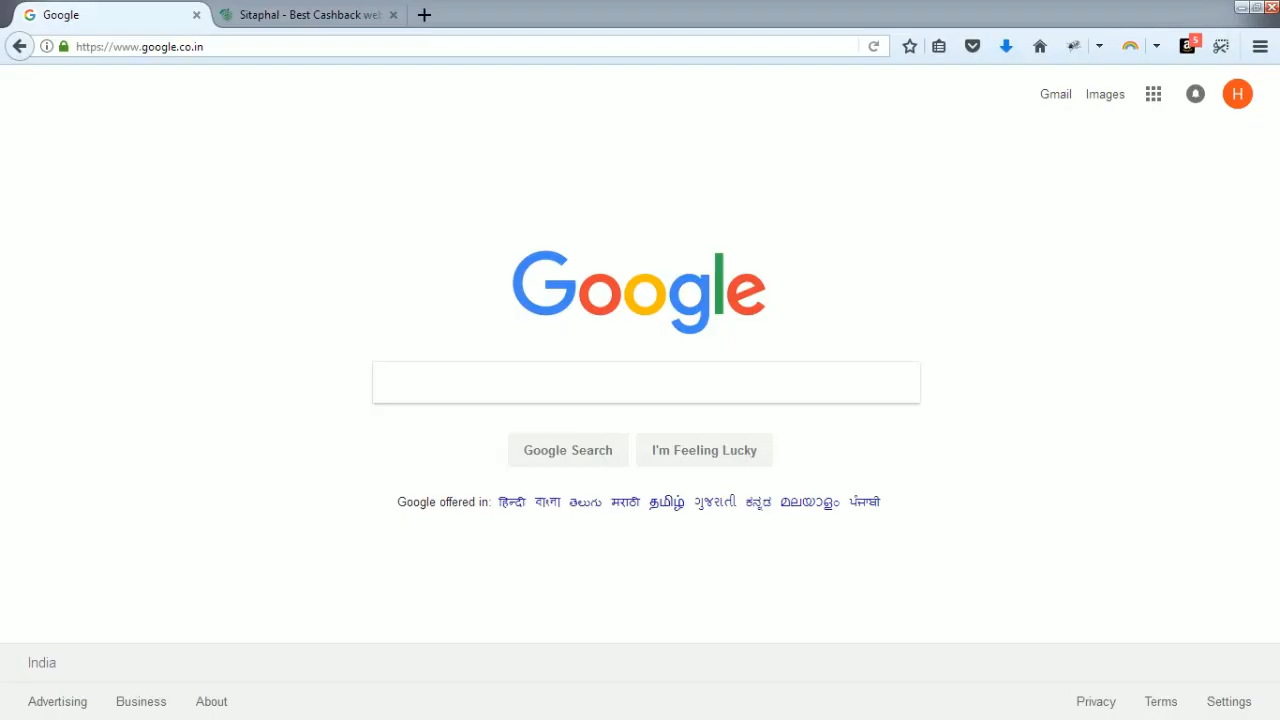 Google
Sitaphal - Best Cashback web
https://www.google.co.in
5
Gmail Images
H
Google
Google Search I'm Feeling Lucky
Google offered in: हिन्दी বাংলা తెలుగు मराठी தமிழ் ગુજરાતી ಕನ್ನಡ മലയാളം ਪੰਜਾਬੀ
India
Advertising Business About
Privacy Terms Settings